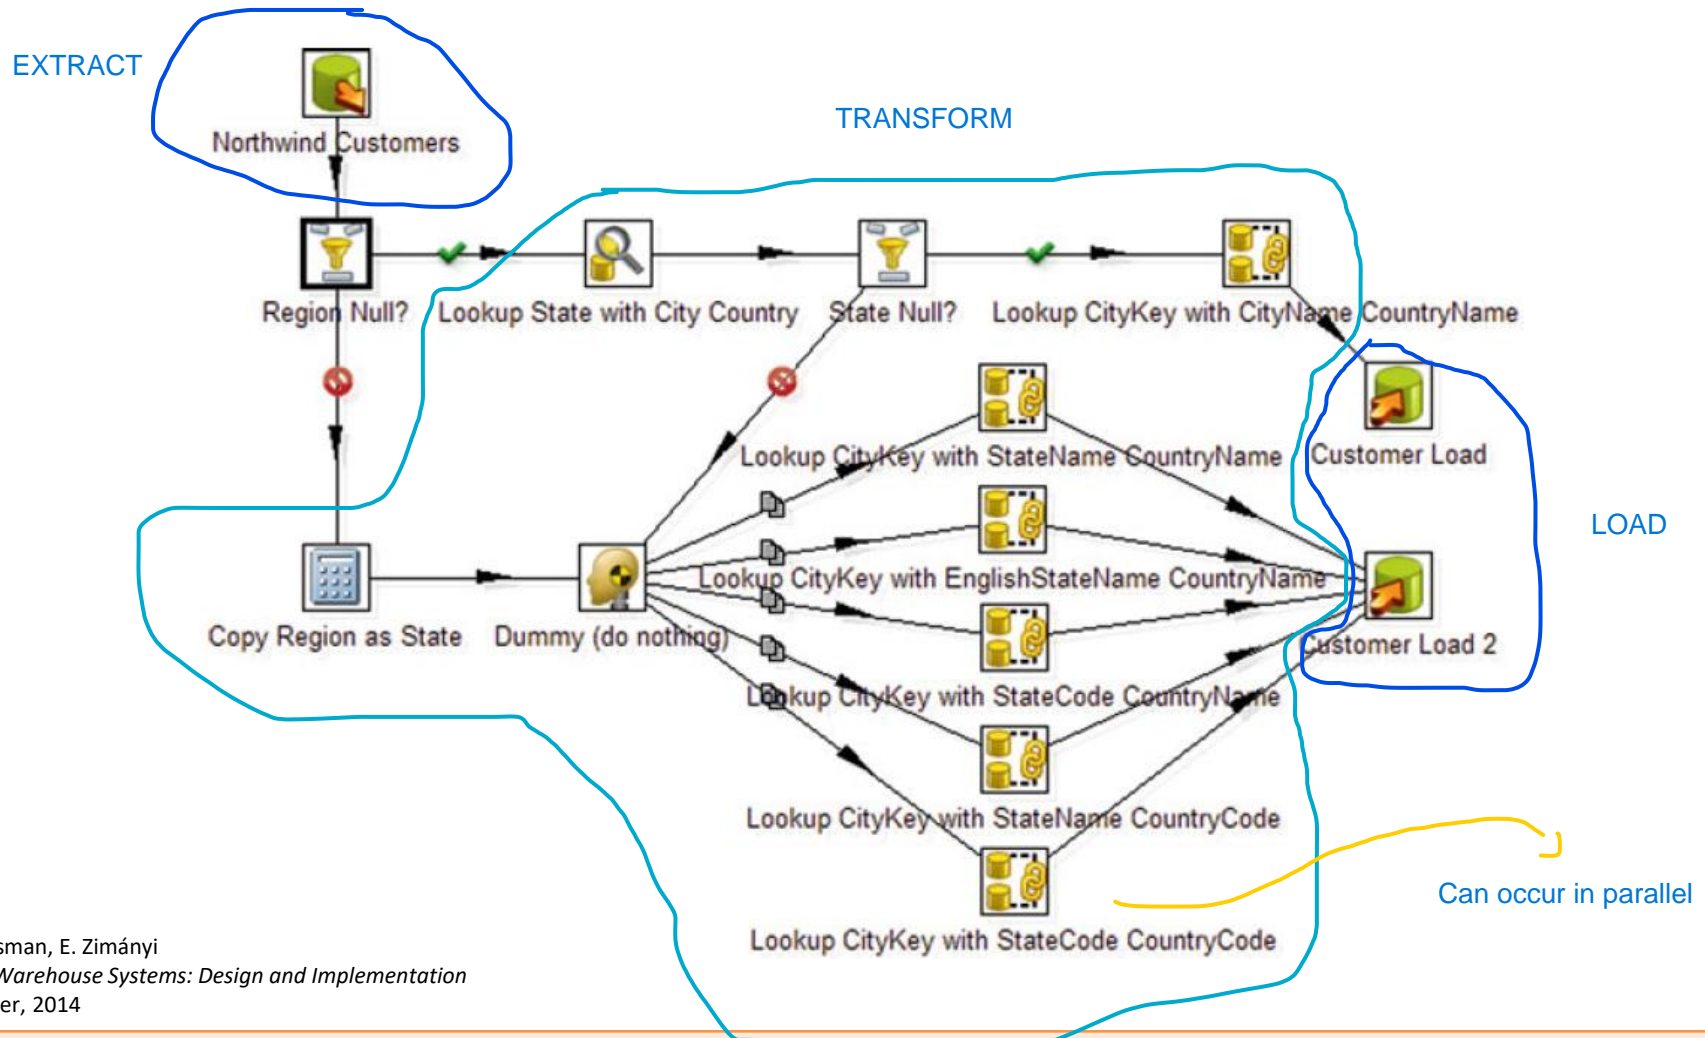 EXTRACT
Northwind Customers
TRANSFORM
Region Null?
Lookup State with City Country
State Null?
Lookup CityKey with CityName CountryName
Lookup CityKey with StateName CountryName
Customer Load
LOAD
Lookup CityKey with EnglishStateName CountryName
Copy Region as State
Dummy (do nothing)
Customer Load 2
Lookup CityKey with StateCode CountryName
Lookup CityKey with StateName CountryCode
Can occur in parallel
Lookup CityKey with StateCode CountryCode
sman, E. Zimányi
Warehouse Systems: Design and Implementation
er, 2014